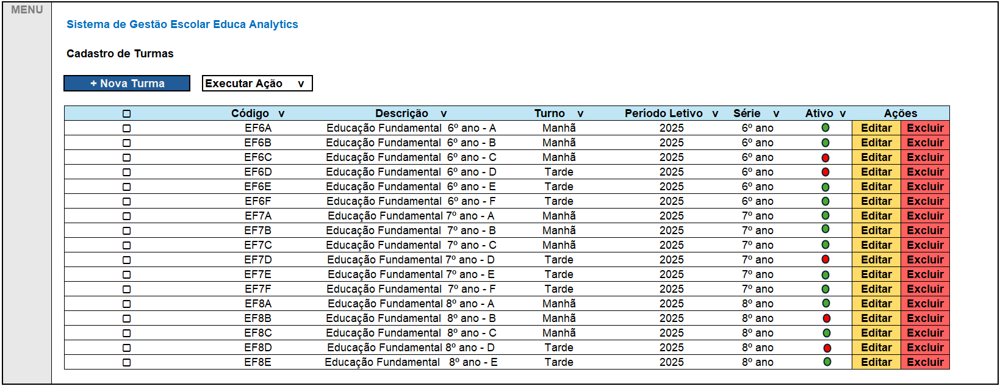 MENU
Sistema de Gestão Escolar Educa Analytics
Cadastro de Turmas
+ Nova Turma Executar Ação v
Código v Descrição v Turno v Período Letivo v Série v Ativo v Ações
EF6A Educação Fundamental 6º ano - A Manhã 2025 6º ano Editar Excluir
EF6B Educação Fundamental 6º ano - B Manhã 2025 6º ano Editar Excluir
EF6C Educação Fundamental 6º ano - C Manhã 2025 6º ano Editar Excluir
EF6D Educação Fundamental 6º ano - D Tarde 2025 6º ano Editar Excluir
EF6E Educação Fundamental 6º ano - E Tarde 2025 6º ano Editar Excluir
EF6F Educação Fundamental 6º ano - F Tarde 2025 6º ano Editar Excluir
EF7A Educação Fundamental 7º ano - A Manhã 2025 7º ano Editar Excluir
EF7B Educação Fundamental 7º ano - B Manhã 2025 7º ano Editar Excluir
EF7C Educação Fundamental 7º ano - C Manhã 2025 7º ano Editar Excluir
EF7D Educação Fundamental 7º ano - D Tarde 2025 7º ano Editar Excluir
EF7E Educação Fundamental 7º ano - E Tarde 2025 7º ano Editar Excluir
EF7F Educação Fundamental 7º ano - F Tarde 2025 7º ano Editar Excluir
EF8A Educação Fundamental 8º ano - A Manhã 2025 8º ano Editar Excluir
EF8B Educação Fundamental 8º ano - B Manhã 2025 8º ano Editar Excluir
EF8C Educação Fundamental 8º ano - C Manhã 2025 8º ano Editar Excluir
EF8D Educação Fundamental 8º ano - D Tarde 2025 8º ano Editar Excluir
EF8E Educação Fundamental 8º ano - E Tarde 2025 8º ano Editar Excluir